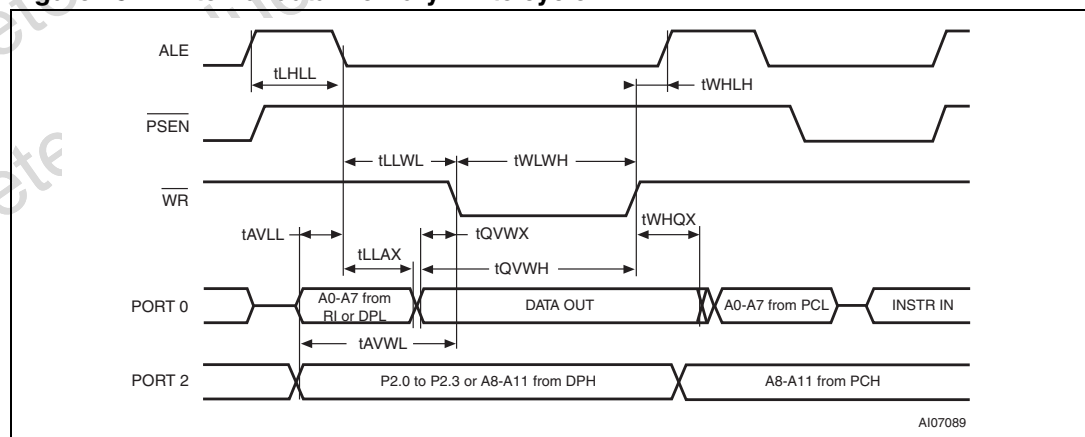 ALE
tLHLL
tWHLH
PSEN
tLLWL
tWLWH
WR
tWHQX
tAVLL
tQVWX
tLLAX
tQVWH
PORT 0
A0-A7 from
RI or DPL
DATA OUT
A0-A7 from PCL
INSTR IN
tAVWL
PORT 2
P2.0 to P2.3 or A8-A11 from DPH
A8-A11 from PCH
AI07089